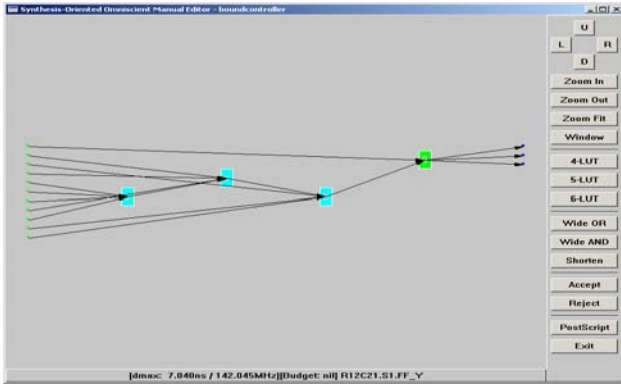 Synthesis-Oriented Omniscient Manual Editor - boundcontroller
U
L R
D
Zoom In
Zoom Out
Zoom Fit
Window
4-LUT
5-LUT
6-LUT
Wide OR
Wide AND
Shorten
Accept
Reject
PostScript
Exit
[dmax: 7.040ns / 142.045MHz][Budget: nil] R12C21.S1.FF_Y